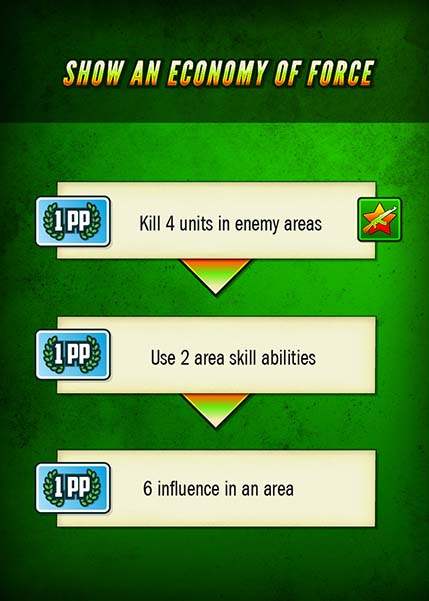 SHOW AN ECONOMY OF FORCE
1 PP
Kill 4 units in enemy areas
1 PP
Use 2 area skill abilities
1 PP
6 influence in an area